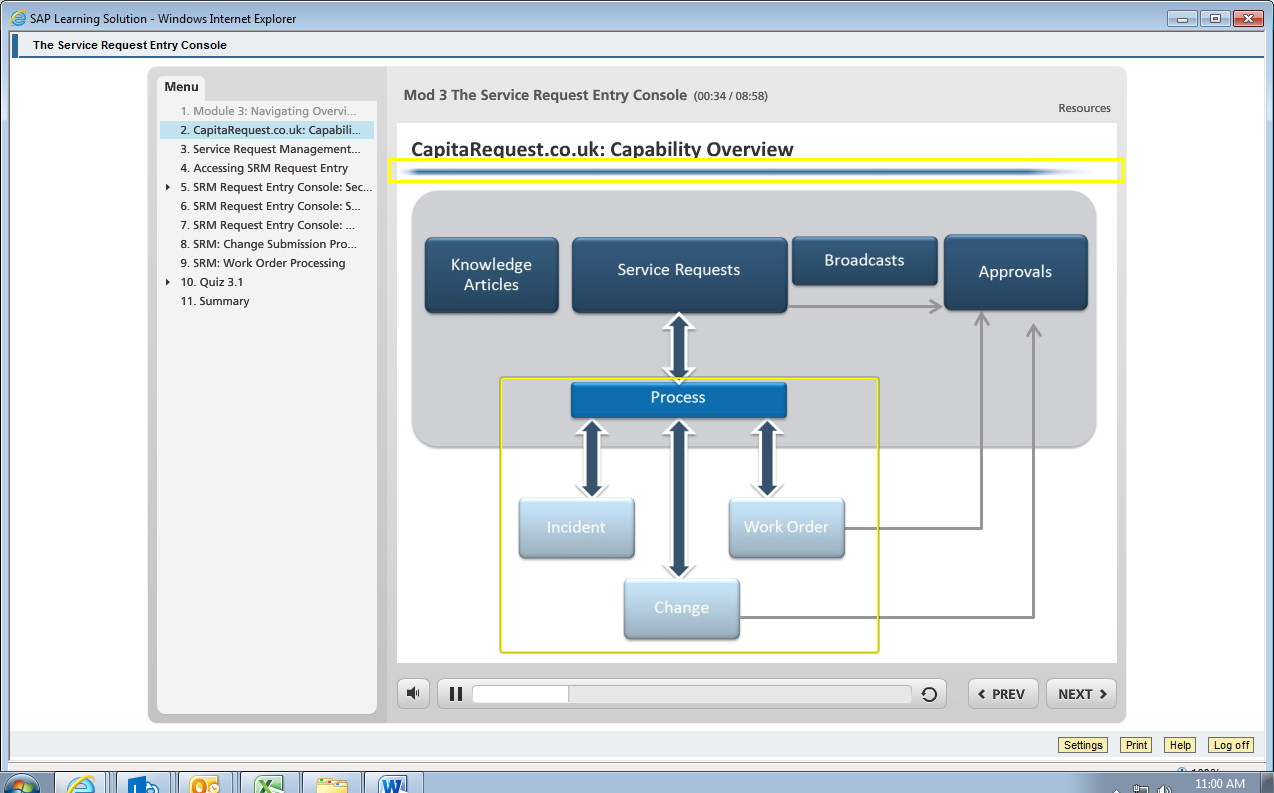 SAP Learning Solution - Windows Internet Explorer
The Service Request Entry Console
Menu
1. Module 3: Navigating Overvi...
2. CapitaRequest.co.uk: Capabili...
3. Service Request Management...
4. Accessing SRM Request Entry
5. SRM Request Entry Console: Sec...
6. SRM Request Entry Console: S...
7. SRM Request Entry Console: ...
8. SRM: Change Submission Pro...
9. SRM: Work Order Processing
10. Quiz 3.1
11. Summary
Mod 3 The Service Request Entry Console (00:34 / 08:58)
Resources
CapitaRequest.co.uk: Capability Overview
Knowledge
Articles
Service Requests
Broadcasts
Approvals
Process
Incident
Work Order
Change
PREV
NEXT
Settings
Print
Help
Log off
11:00 AM